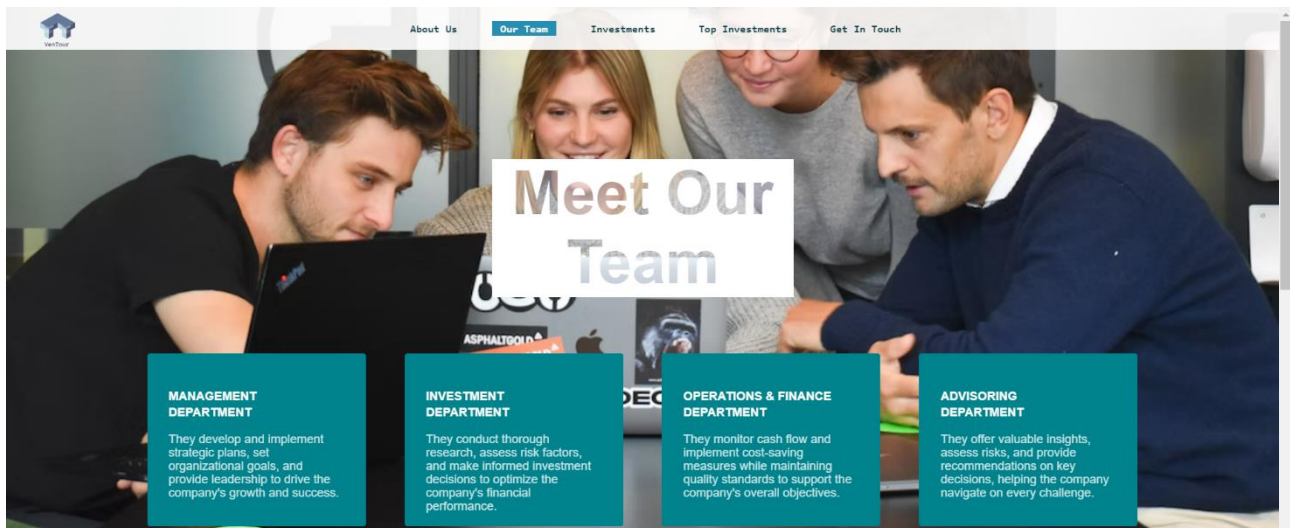 VenTour
About Us
Our Team
Investments
Top Investments
Get In Touch
Meet Our
Team
ThinkPad
ASPHALTGOLD
MANAGEMENT
DEPARTMENT
They develop and implement
strategic plans, set
organizational goals, and
provide leadership to drive the
company's growth and success.
INVESTMENT
DEPARTMENT
They conduct thorough
research, assess risk factors,
and make informed investment
decisions to optimize the
company's financial
performance.
OPERATIONS & FINANCE
DEPARTMENT
They monitor cash flow and
implement cost-saving
measures while maintaining
quality standards to support the
company's overall objectives.
ADVISORING
DEPARTMENT
They offer valuable insights,
assess risks, and provide
recommendations on key
decisions, helping the company
navigate on every challenge.